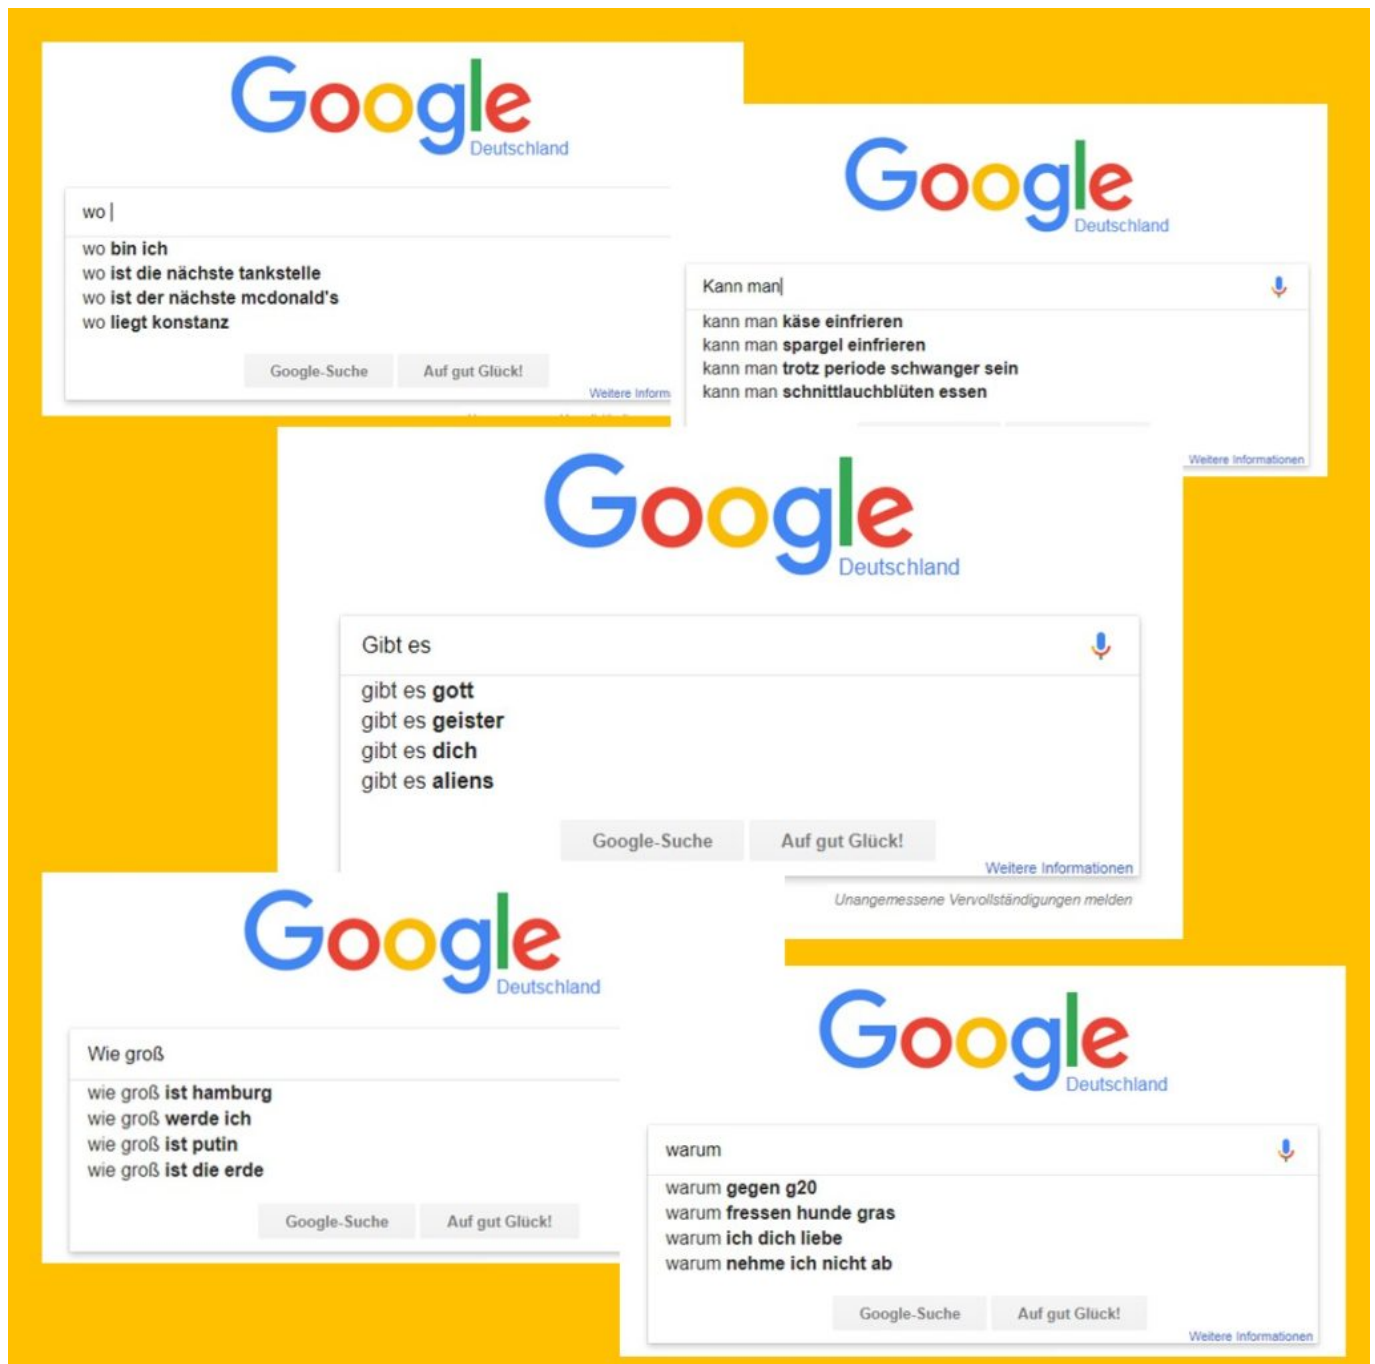 Google
Deutschland
wo
wo bin ich
wo ist die nächste tankstelle
wo ist der nächste mcdonald's
wo liegt konstanz
Google-Suche Auf gut Glück!
Weitere Inform
Google
Deutschland
Kann man
kann man käse einfrieren
kann man spargel einfrieren
kann man trotz periode schwanger sein
kann man schnittlauchblüten essen
Weitere Informationen
Google
Deutschland
Gibt es
gibt es gott
gibt es geister
gibt es dich
gibt es aliens
Google-Suche Auf gut Glück!
Weitere Informationen
Unangemessene Vervollständigungen melden
Google
Deutschland
Wie groß
wie groß ist hamburg
wie groß werde ich
wie groß ist putin
wie groß ist die erde
Google-Suche Auf gut Glück!
Google
Deutschland
warum
warum gegen g20
warum fressen hunde gras
warum ich dich liebe
warum nehme ich nicht ab
Google-Suche Auf gut Glück!
Weitere Informationen